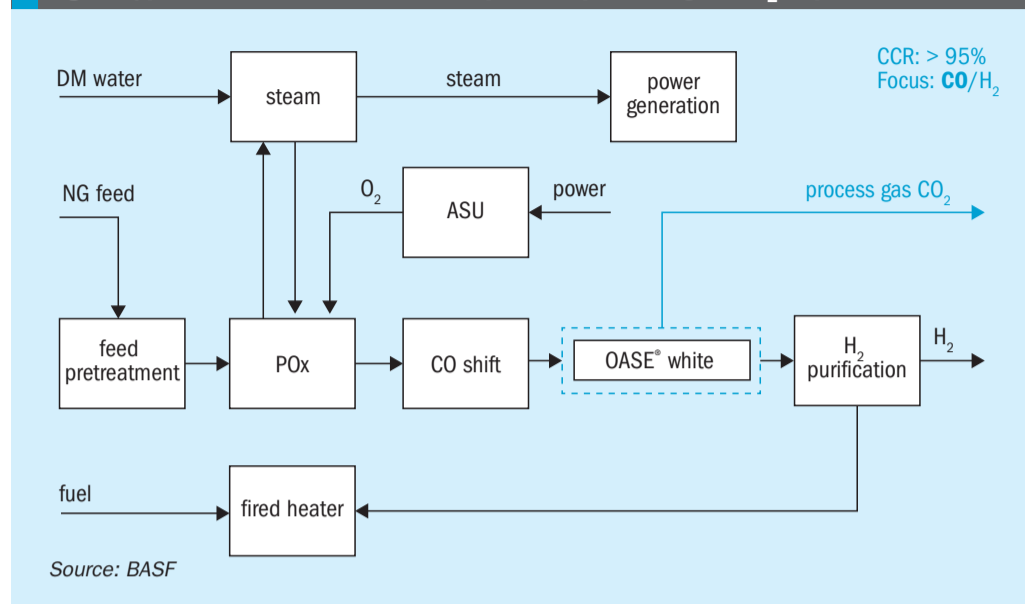 DM water
steam
steam
power
generation
CCR: > 95%
Focus: CO/H₂
NG feed
O₂
ASU
power
process gas CO₂
feed
pretreatment
POx
CO shift
OASE® white
H₂
purification
H₂
fuel
fired heater
Source: BASF